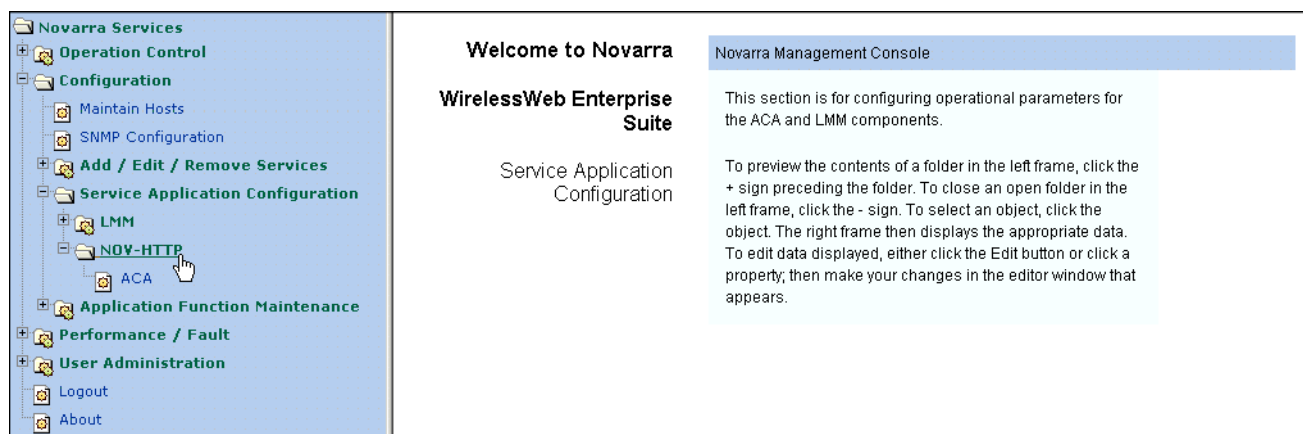 Novarra Services
Operation Control
Configuration
Maintain Hosts
SNMP Configuration
Add / Edit / Remove Services
Service Application Configuration
LMM
NOV-HTTP
ACA
Application Function Maintenance
Performance / Fault
User Administration
Logout
About
Welcome to Novarra
WirelessWeb Enterprise
Suite
Service Application
Configuration
Novarra Management Console
This section is for configuring operational parameters for
the ACA and LMM components.
To preview the contents of a folder in the left frame, click the
+ sign preceding the folder. To close an open folder in the
left frame, click the - sign. To select an object, click the
object. The right frame then displays the appropriate data.
To edit data displayed, either click the Edit button or click a
property; then make your changes in the editor window that
appears.